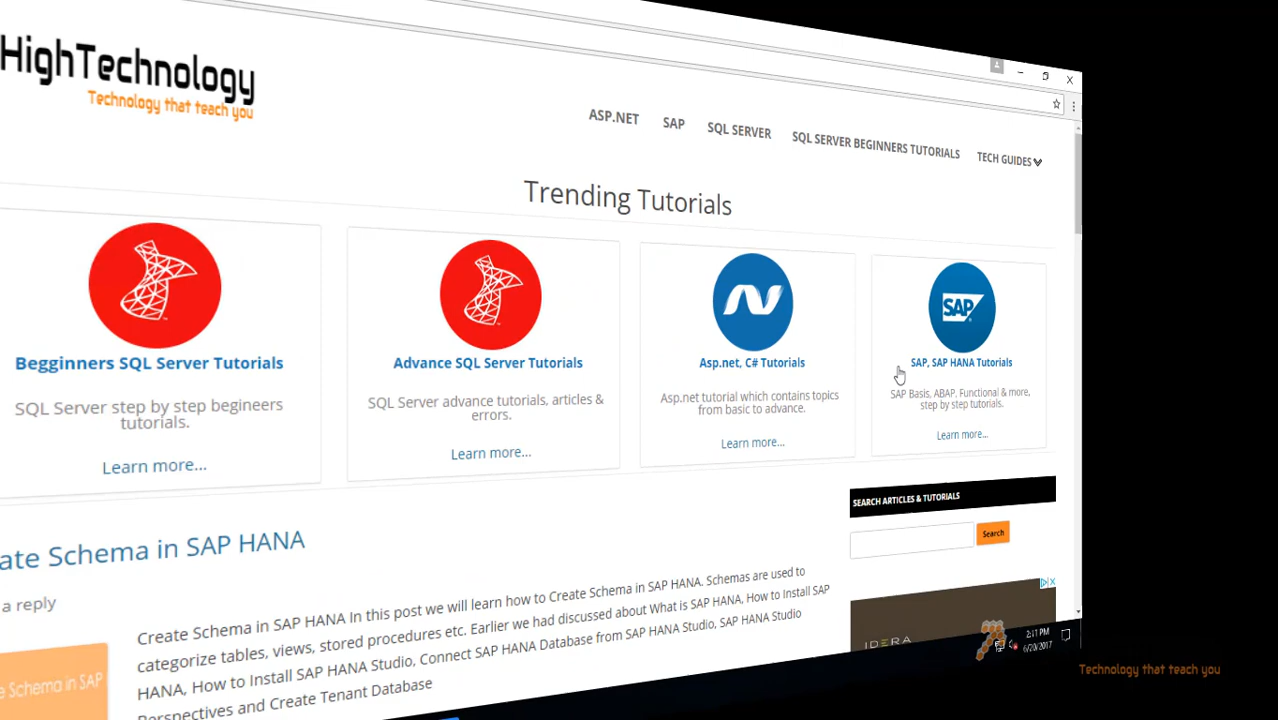 HighTechnology
Technology that teach you
ASP.NET SAP SQL SERVER SQL SERVER BEGINNERS TUTORIALS TECH GUIDES
Trending Tutorials
Begginners SQL Server Tutorials
SQL Server step by step begineers
tutorials.
Learn more...
Advance SQL Server Tutorials
SQL Server advance tutorials, articles &
errors.
Learn more...
Asp.net, C# Tutorials
Asp.net tutorial which contains topics
from basic to advance.
Learn more...
SAP
SAP, SAP HANA Tutorials
SAP Basis, ABAP, Functional & more,
step by step tutorials.
Learn more...
SEARCH ARTICLES & TUTORIALS
Search
ate Schema in SAP HANA
a reply
e Schema in SAP
Create Schema in SAP HANA In this post we will learn how to Create Schema in SAP HANA. Schemas are used to
categorize tables, views, stored procedures etc. Earlier we had discussed about What is SAP HANA, How to Install SAP
HANA, How to Install SAP HANA Studio, Connect SAP HANA Database from SAP HANA Studio, SAP HANA Studio
Perspectives and Create Tenant Database
IDERA
2:11 PM
6/20/2017
Technology that teach you